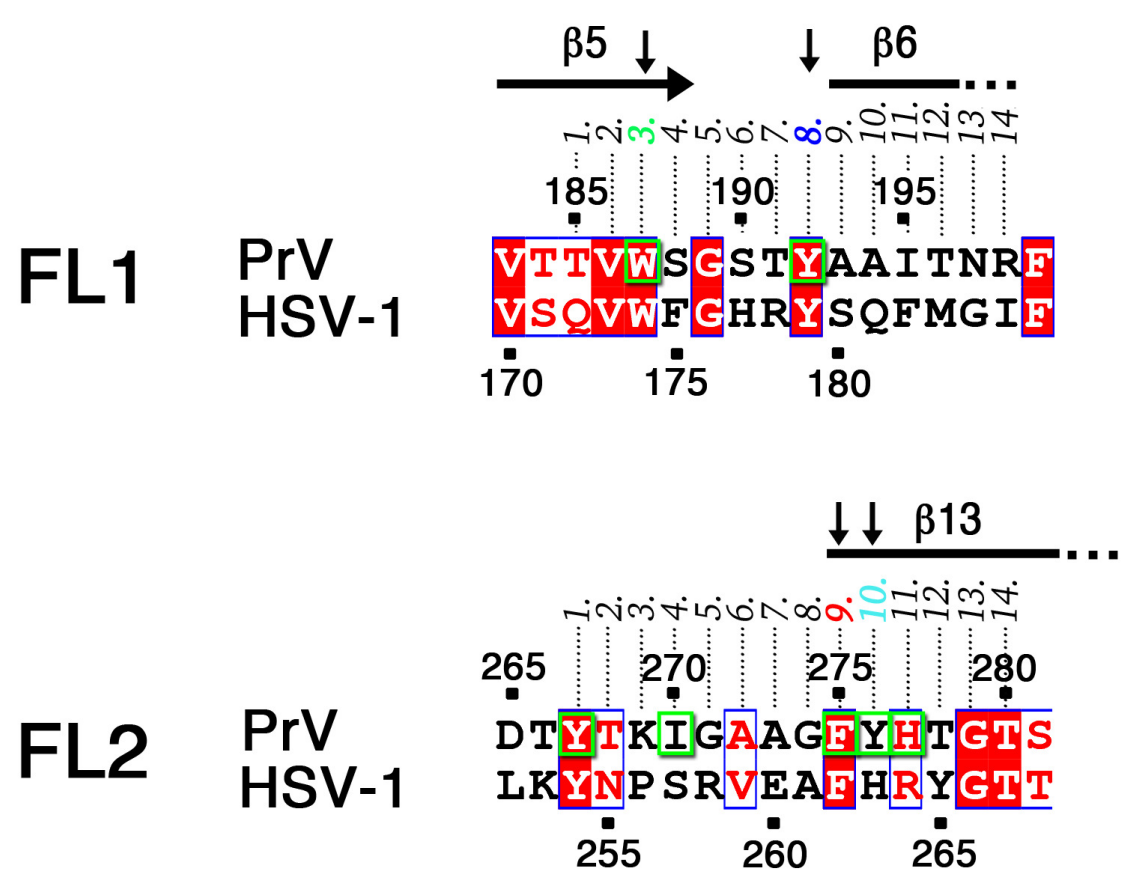 β5 β6
1. 2. 3. 4. 5. 6. 7. 8. 9. 10. 11. 12. 13. 14.
185 190 195
FL1
PrV VTTVWSGSTYAAITNRF
HSV-1 VSQVWFGHRYSQFMGIF
170 175 180
β13
1. 2. 3. 4. 5. 6. 7. 8. 9. 10. 11. 12. 13. 14.
265 270 275 280
FL2
PrV DTYTKIGAAGFYHTGTS
HSV-1 LKYNPSRVEAFHRYGTT
255 260 265